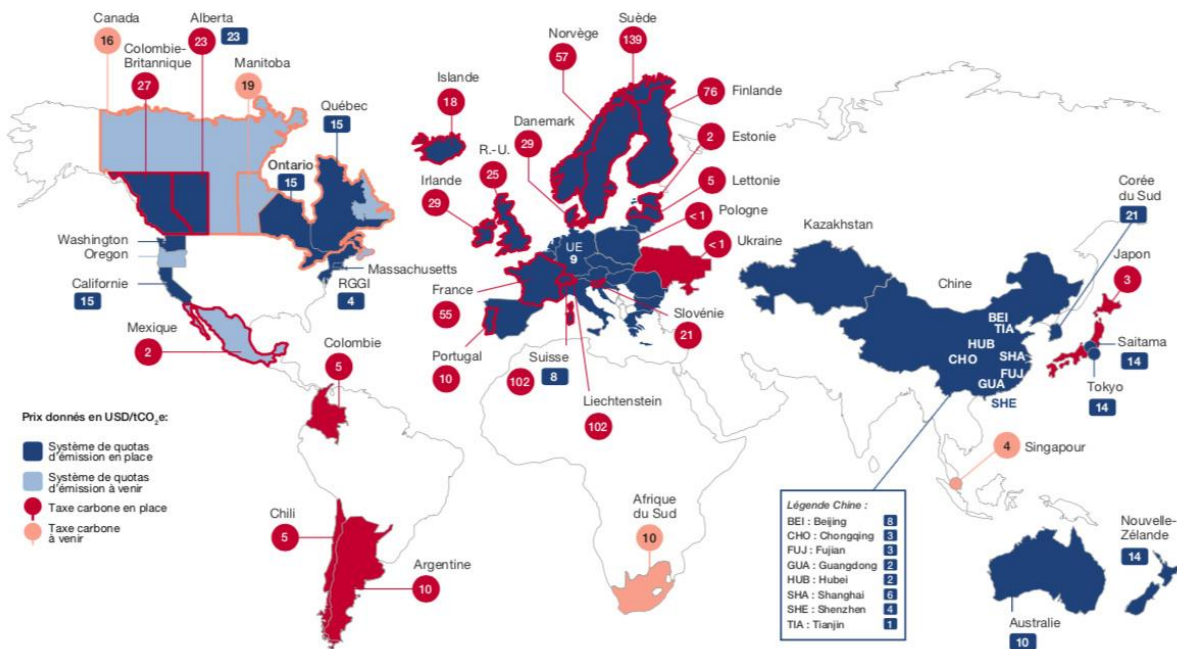 Canada
16
Alberta
23
23
Colombie-
Britannique
27
Manitoba
19
Québec
15
Ontario
15
Washington
Oregon
Californie
15
Massachusetts
RGGI
4
Mexique
2
Colombie
5
Chili
5
Argentine
10
Islande
18
Norvège
57
Suède
139
Finlande
76
Danemark
29
Estonie
2
R.-U.
25
Lettonie
5
Irlande
29
Pologne
< 1
Ukraine
< 1
UE
9
France
55
Portugal
10
Suisse
102
8
Liechtenstein
102
Slovénie
21
Afrique
du Sud
10
Kazakhstan
Chine
BEI
TIA
HUB
CHO
SHA
FUJ
GUA
SHE
Corée
du Sud
21
Japon
3
Saitama
14
Tokyo
14
Singapour
4
Nouvelle-
Zélande
14
Australie
10
Prix donnés en USD/tCO2e:
Système de quotas
d'émission en place
Système de quotas
d'émission à venir
Taxe carbone en place
Taxe carbone
à venir
Légende Chine :
BEI : Beijing 8
CHO : Chongqing 3
FUJ : Fujian 3
GUA : Guangdong 2
HUB : Hubei 2
SHA : Shanghai 6
SHE : Shenzhen 4
TIA : Tianjin 1